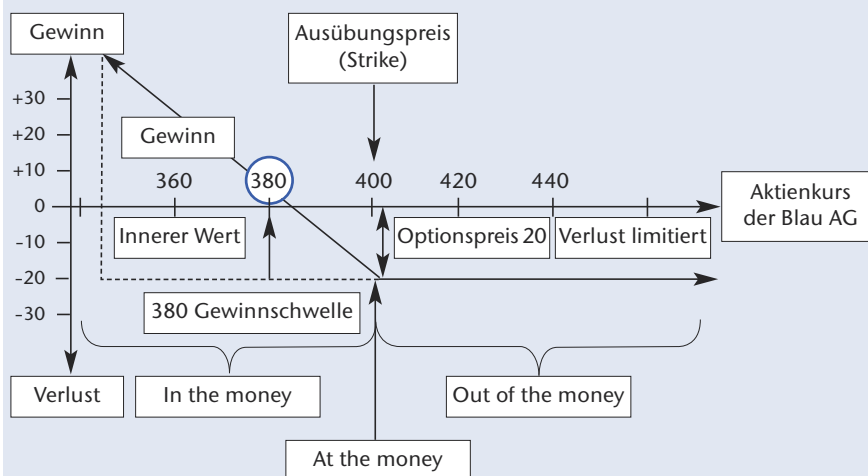 Gewinn
Ausübungspreis
(Strike)
+30
+20
Gewinn
+10
360
380
400
420
440
0
Aktienkurs
der Blau AG
-10
Innerer Wert
Optionspreis 20
Verlust limitiert
-20
-30
380 Gewinnschwelle
Verlust
In the money
Out of the money
At the money